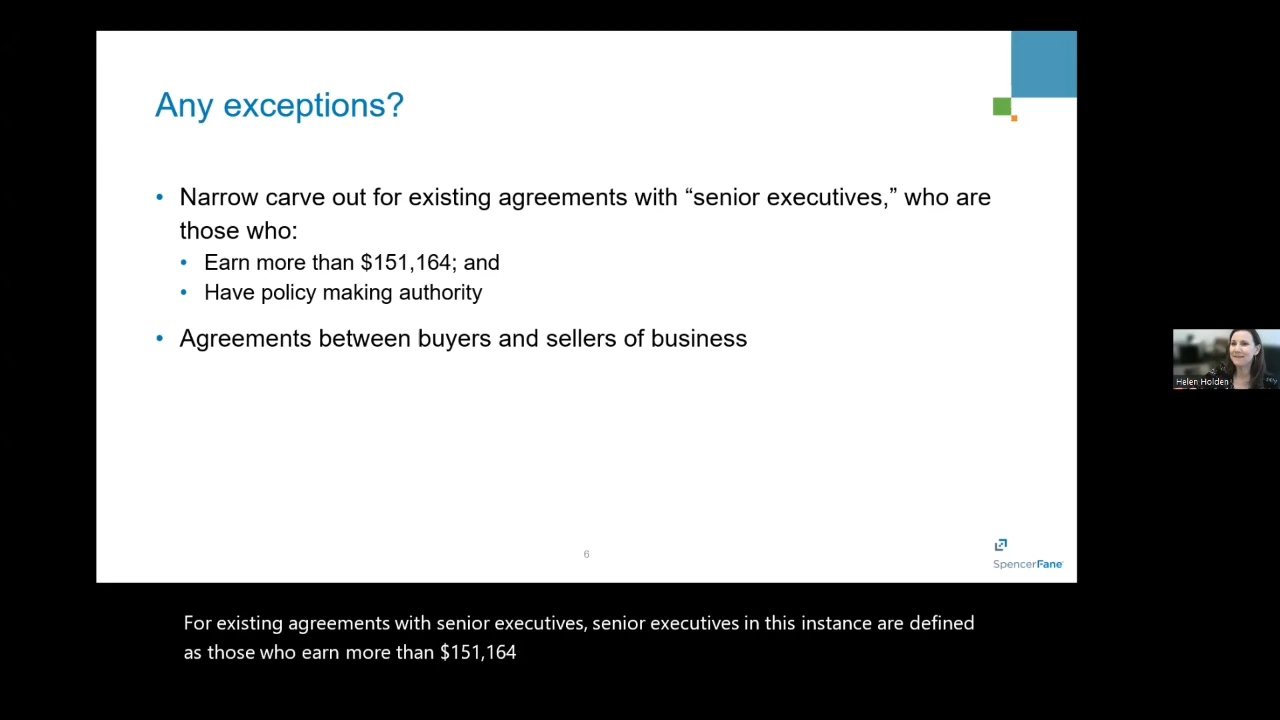 Any exceptions?
• Narrow carve out for existing agreements with “senior executives,” who are
those who:
• Earn more than $151,164; and
• Have policy making authority
• Agreements between buyers and sellers of business
Helen Holden
6
SpencerFane
For existing agreements with senior executives, senior executives in this instance are defined
as those who earn more than $151,164